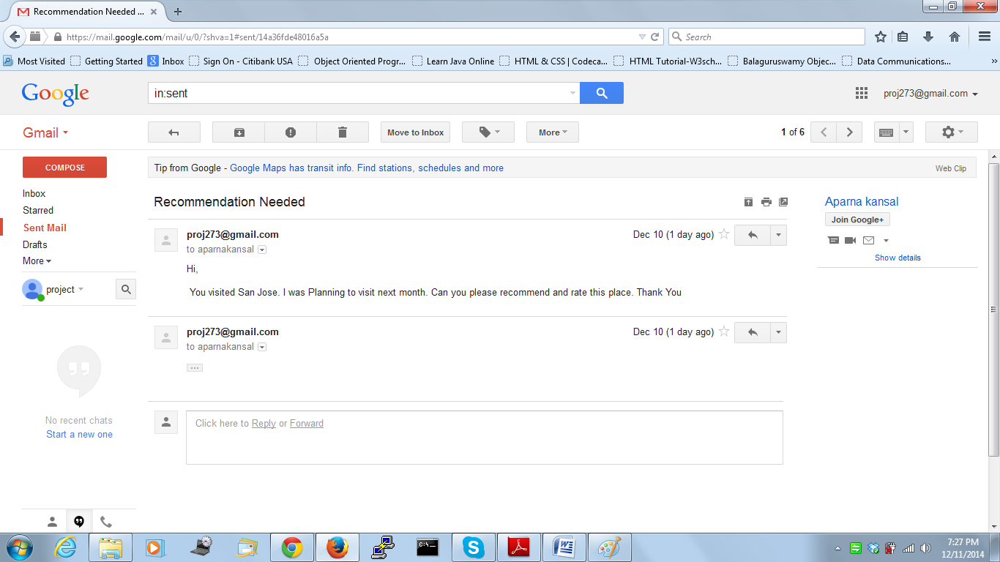 Recommendation Needed ...
https://mail.google.com/mail/u/0/?shva=1#sent/14a36fde48016a5a
Search
Most Visited Getting Started Inbox Sign On - Citibank USA Object Oriented Progr... Learn Java Online HTML & CSS | Codeca... HTML Tutorial-W3sch... Balaguruswamy Objec... Data Communications... »
Google
in:sent
proj273@gmail.com
Gmail
Move to Inbox
More
1 of 6
COMPOSE
Tip from Google - Google Maps has transit info. Find stations, schedules and more
Web Clip
Inbox
Starred
Sent Mail
Drafts
More
project
No recent chats
Start a new one
Recommendation Needed
proj273@gmail.com
Dec 10 (1 day ago)
to aparnakansal
Hi,
You visited San Jose. I was Planning to visit next month. Can you please recommend and rate this place. Thank You
proj273@gmail.com
Dec 10 (1 day ago)
to aparnakansal
...
Click here to Reply or Forward
Aparna kansal
Join Google+
Show details
7:27 PM
12/11/2014